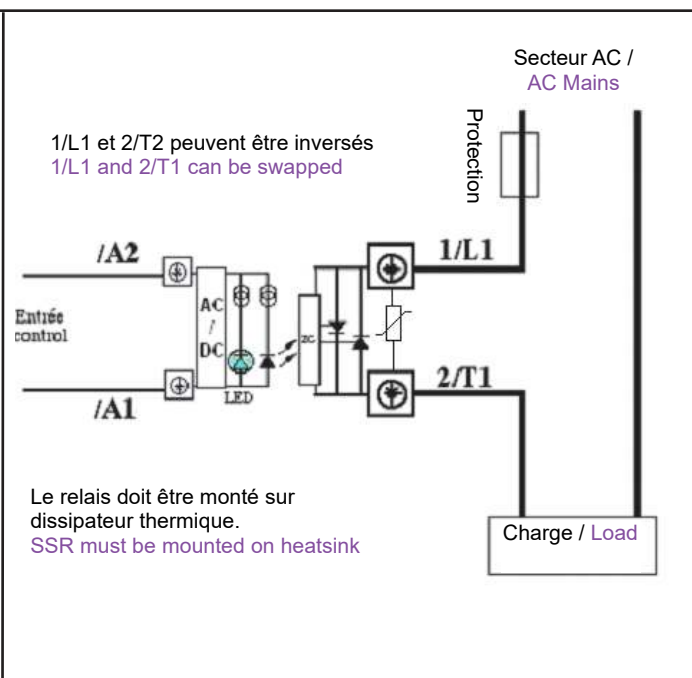 Secteur AC /
AC Mains
Protection
1/L1 et 2/T2 peuvent être inversés
1/L1 and 2/T1 can be swapped
/A2
1/L1
Entrée
control
AC
/
DC
ZC
LED
/A1
2/T1
Le relais doit être monté sur
dissipateur thermique.
SSR must be mounted on heatsink
Charge / Load